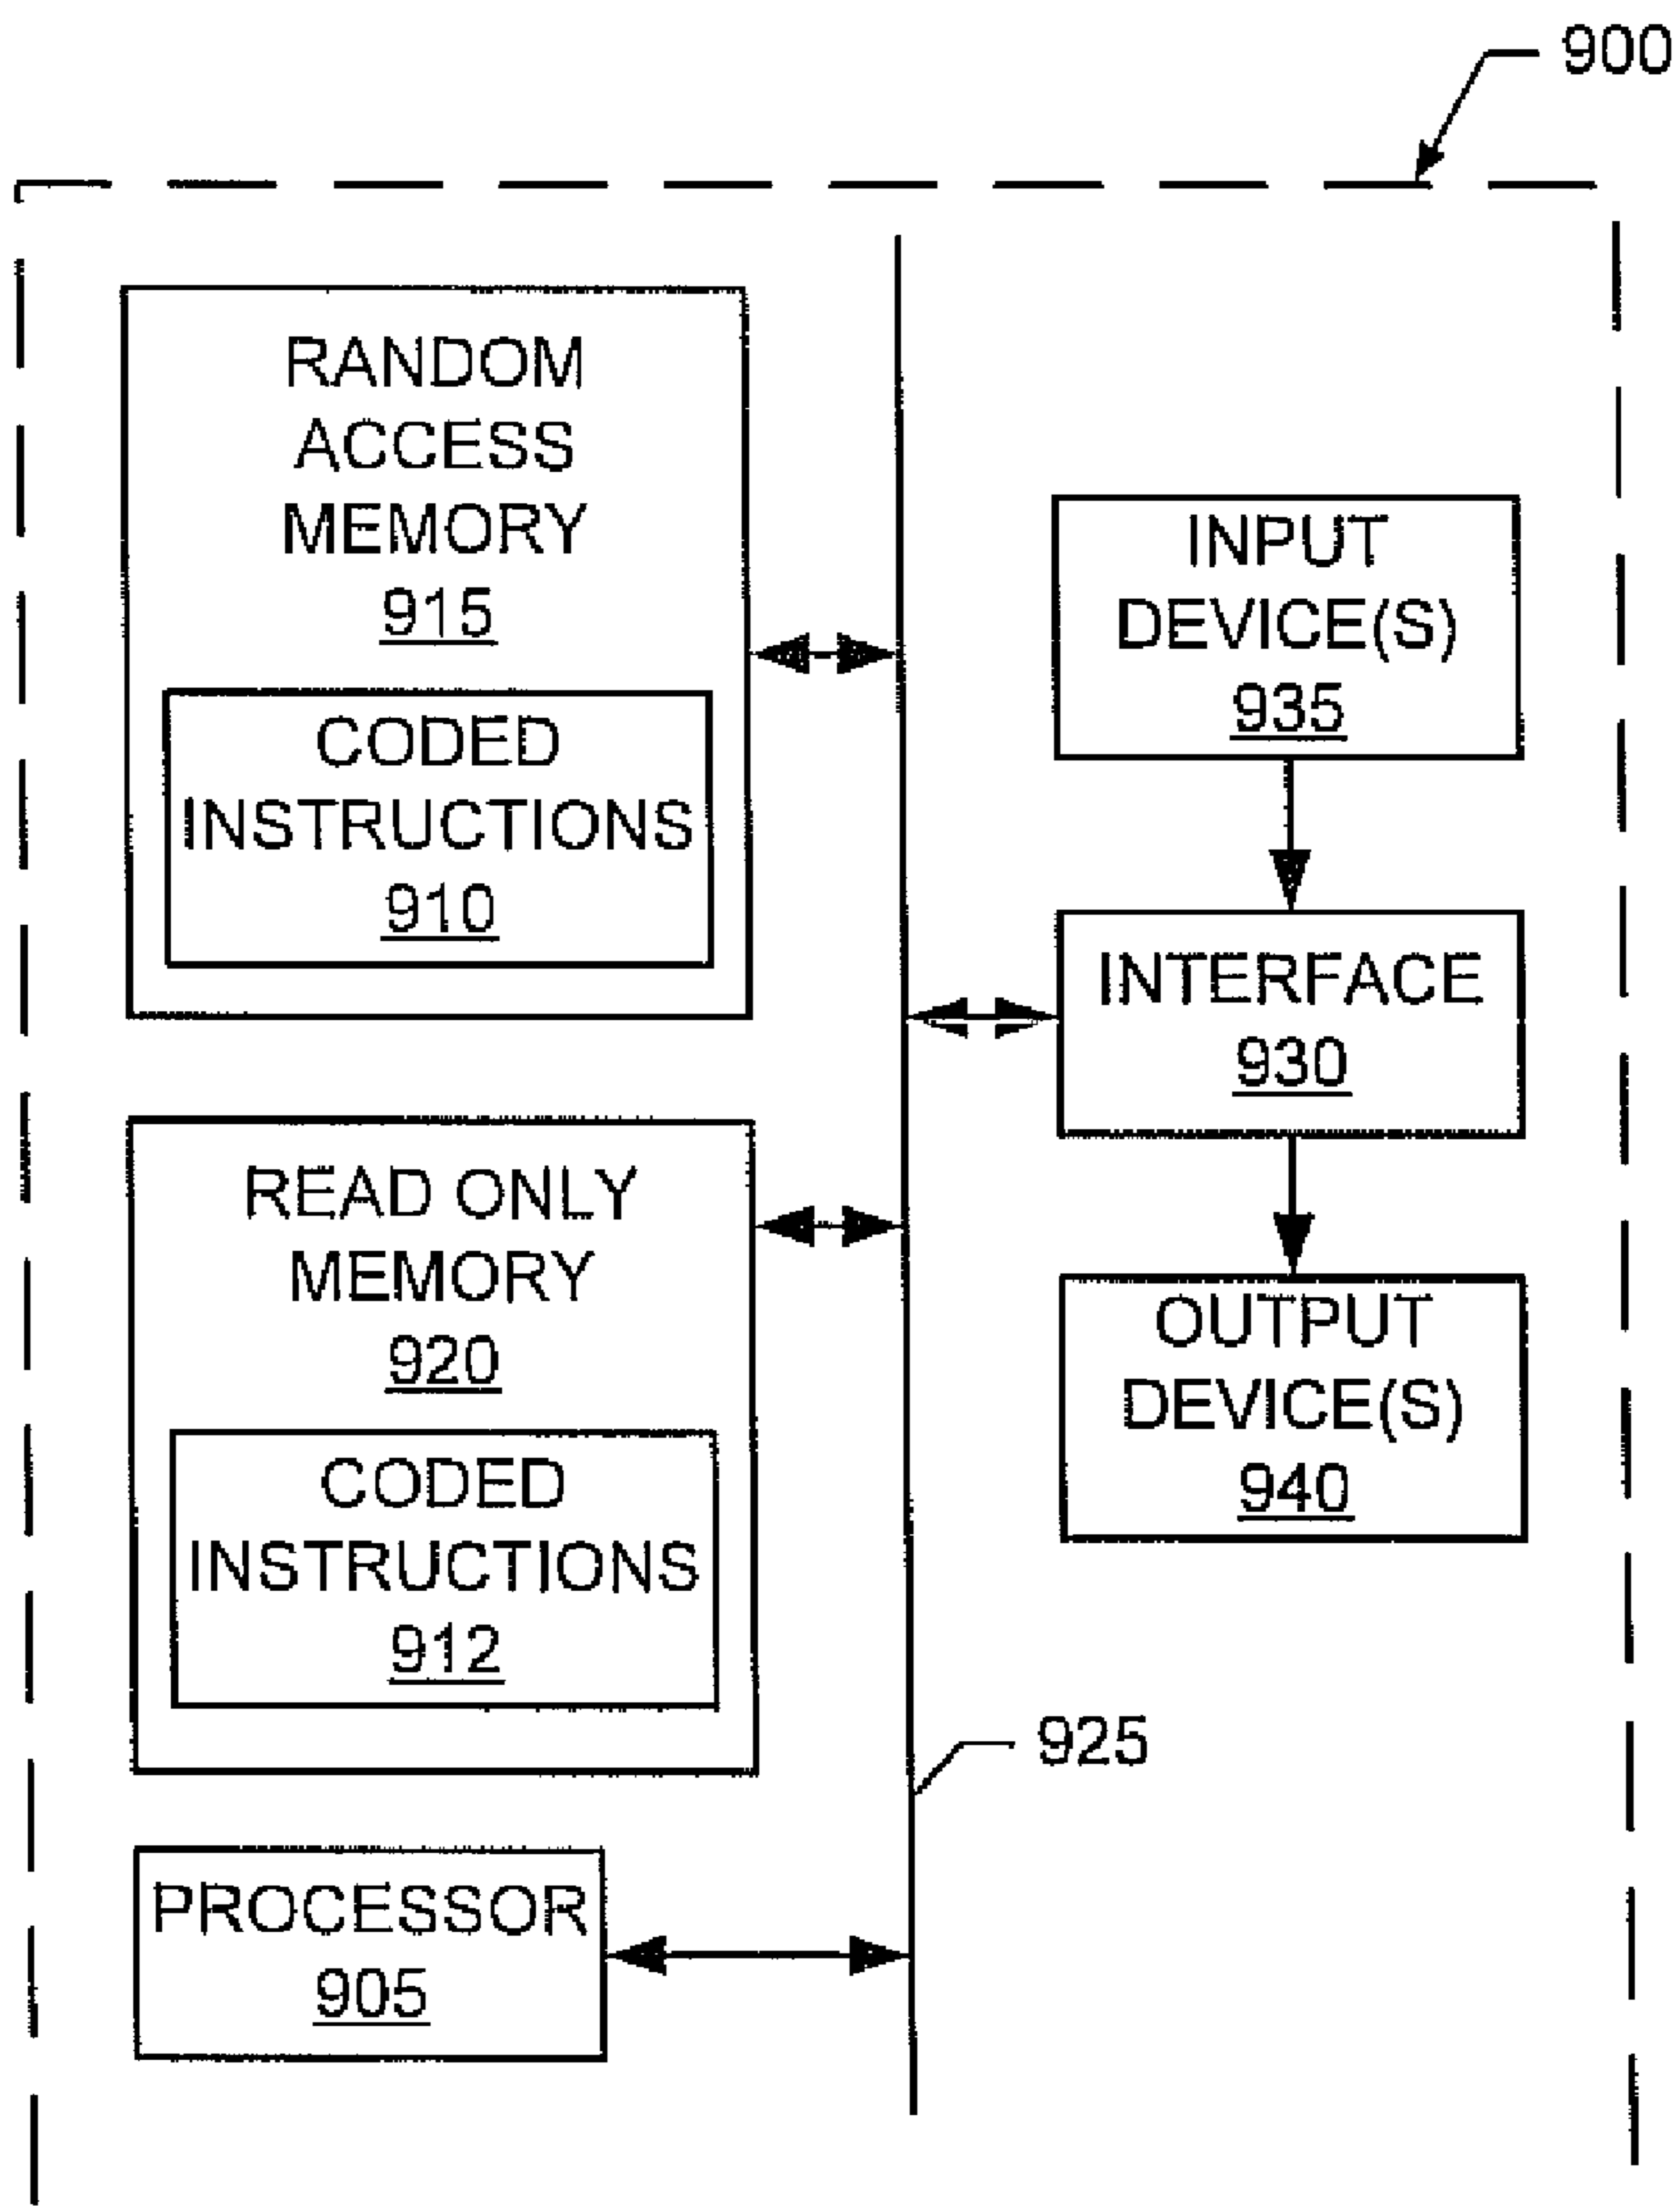 900
RANDOM
ACCESS
MEMORY
915
CODED
INSTRUCTIONS
910
INPUT
DEVICE(S)
935
INTERFACE
930
READ ONLY
MEMORY
920
CODED
INSTRUCTIONS
912
OUTPUT
DEVICE(S)
940
925
PROCESSOR
905